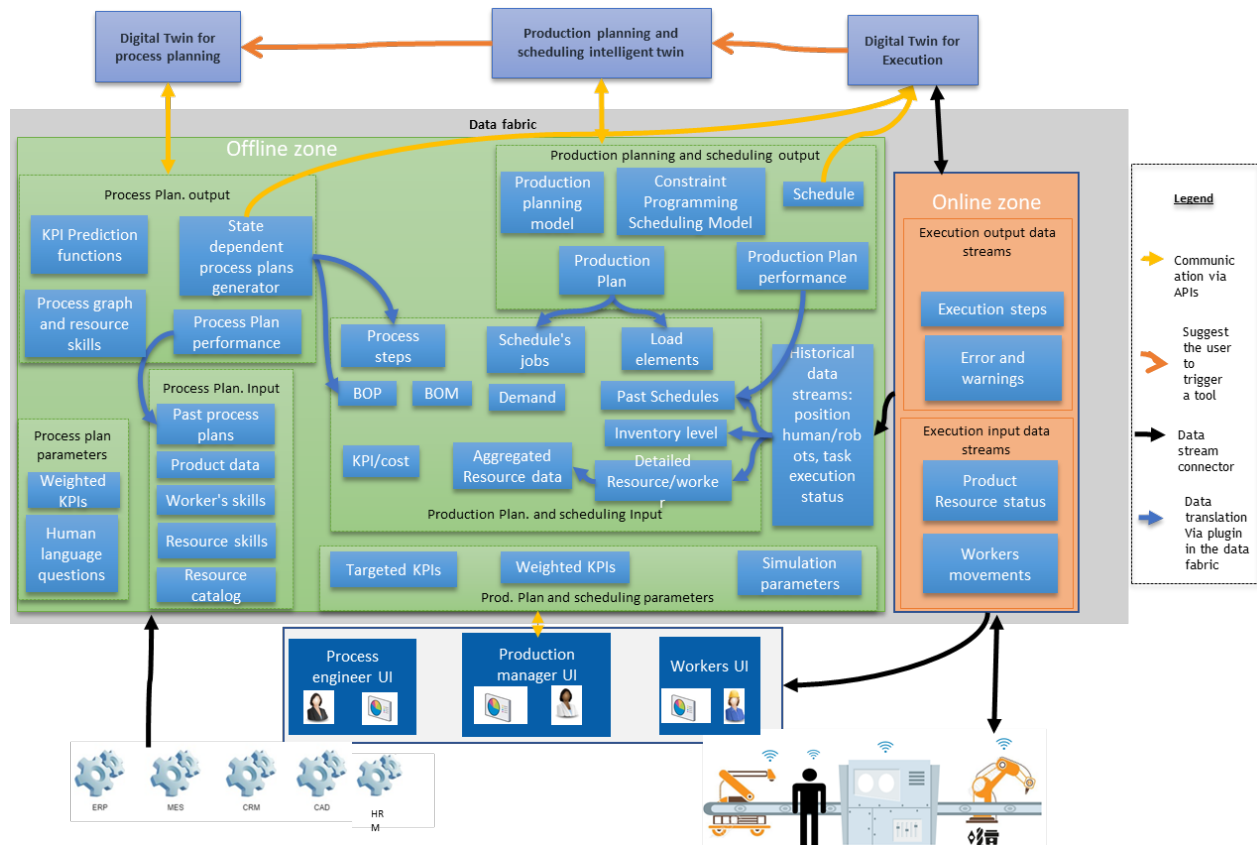 Digital Twin for
process planning
Production planning and
scheduling intelligent twin
Digital Twin for
Execution
Data fabric
Offline zone
Process Plan. output
KPI Prediction
functions
State
dependent
process plans
generator
Process graph
and resource
skills
Process Plan
performance
Production planning and scheduling output
Production
planning
model
Constraint
Programming
Scheduling Model
Schedule
Production
Plan
Production Plan
performance
Process
steps
Schedule's
jobs
Load
elements
BOP
BOM
Demand
Past Schedules
Inventory level
KPI/cost
Aggregated
Resource data
Detailed
Resource/worke
r
Production Plan. and scheduling Input
Historical
data
streams:
position
human/rob
ots, task
execution
status
Process Plan. Input
Past process
plans
Product data
Worker's skills
Resource skills
Resource
catalog
Process plan
parameters
Weighted
KPIs
Human
language
questions
Targeted KPIs
Weighted KPIs
Simulation
parameters
Prod. Plan and scheduling parameters
Online zone
Execution output data
streams
Execution steps
Error and
warnings
Execution input data
streams
Product
Resource status
Workers
movements
Legend
Communic
ation via
APIs
Suggest
the user
to
trigger
a tool
Data
stream
connector
Data
translation
Via plugin
in the data
fabric
Process
engineer UI
Production
manager UI
Workers UI
ERP
MES
CRM
CAD
HR
M